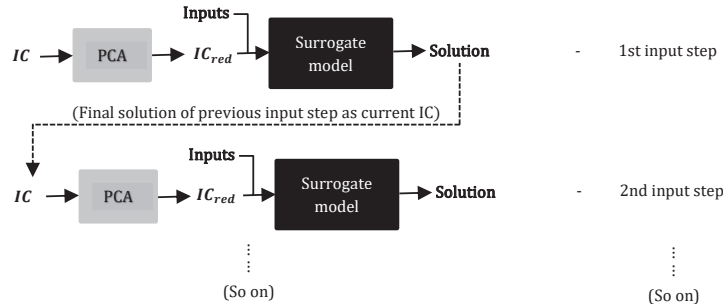 Inputs
IC PCA IC_red Surrogate model Solution - 1st input step
(Final solution of previous input step as current IC)
Inputs
IC PCA IC_red Surrogate model Solution - 2nd input step
⋮ ⋮
(So on) (So on)